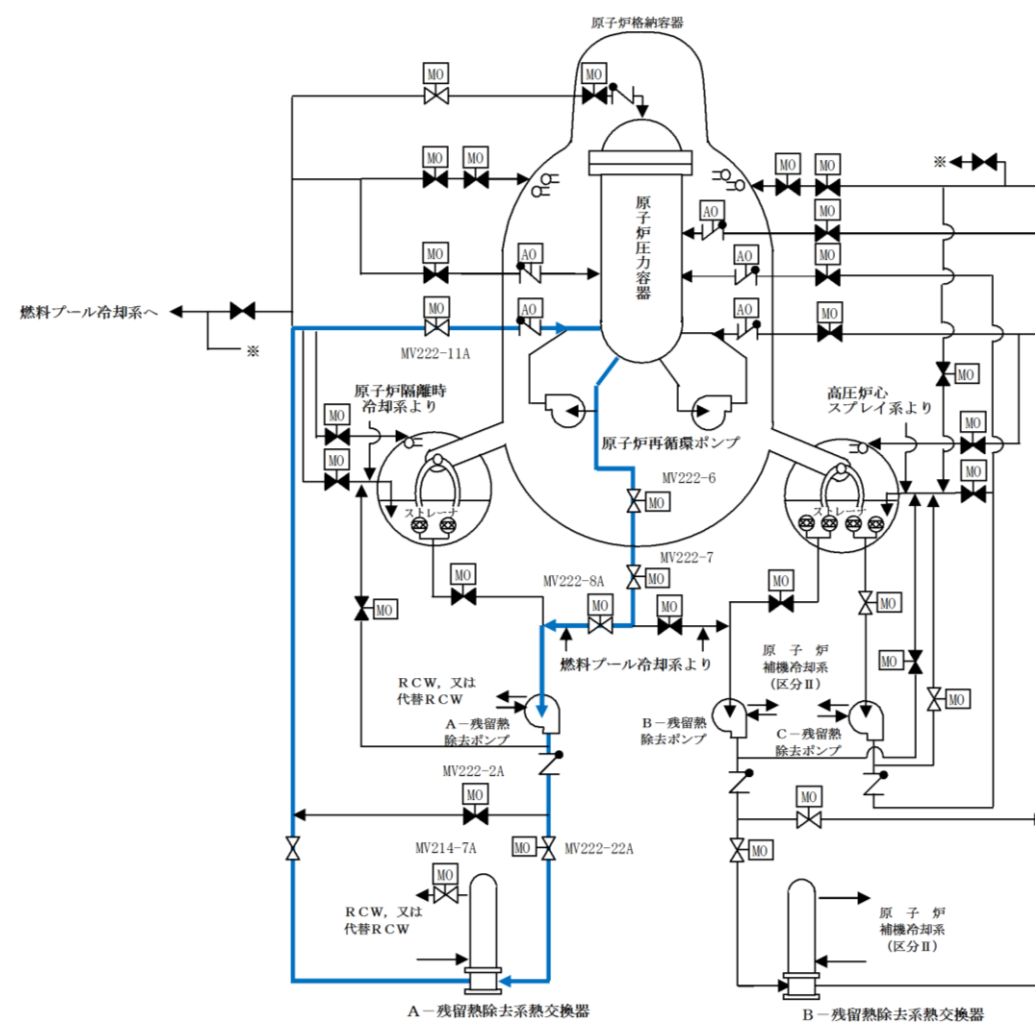 原子炉格納容器
MO
MO
MO
MO
MO
MO
※
原子炉圧力容器
AO
MO
MO
AO
AO
MO
MO
AO
AO
MO
燃料プール冷却系へ
※
MV222-11A
原子炉隔離時
冷却系より
高圧炉心
スプレイ系より
MO
MO
MO
MO
原子炉再循環ポンプ
MO
MO
MV222-6
MO
ストレーナ
ストレーナ
MV222-7
MO
MV222-8A
MO
MO
MO
MO
MO
MO
MO
燃料プール冷却系より
原子炉
補機冷却系
(区分Ⅱ)
MO
MO
RCW,又は
代替RCW
A-残留熱
除去ポンプ
B-残留熱
除去ポンプ
C-残留熱
除去ポンプ
MV222-2A
MO
MO
MV214-7A
MO
MV222-22A
MO
MO
RCW,又は
代替RCW
原子炉
補機冷却系
(区分Ⅱ)
A-残留熱除去系熱交換器
B-残留熱除去系熱交換器